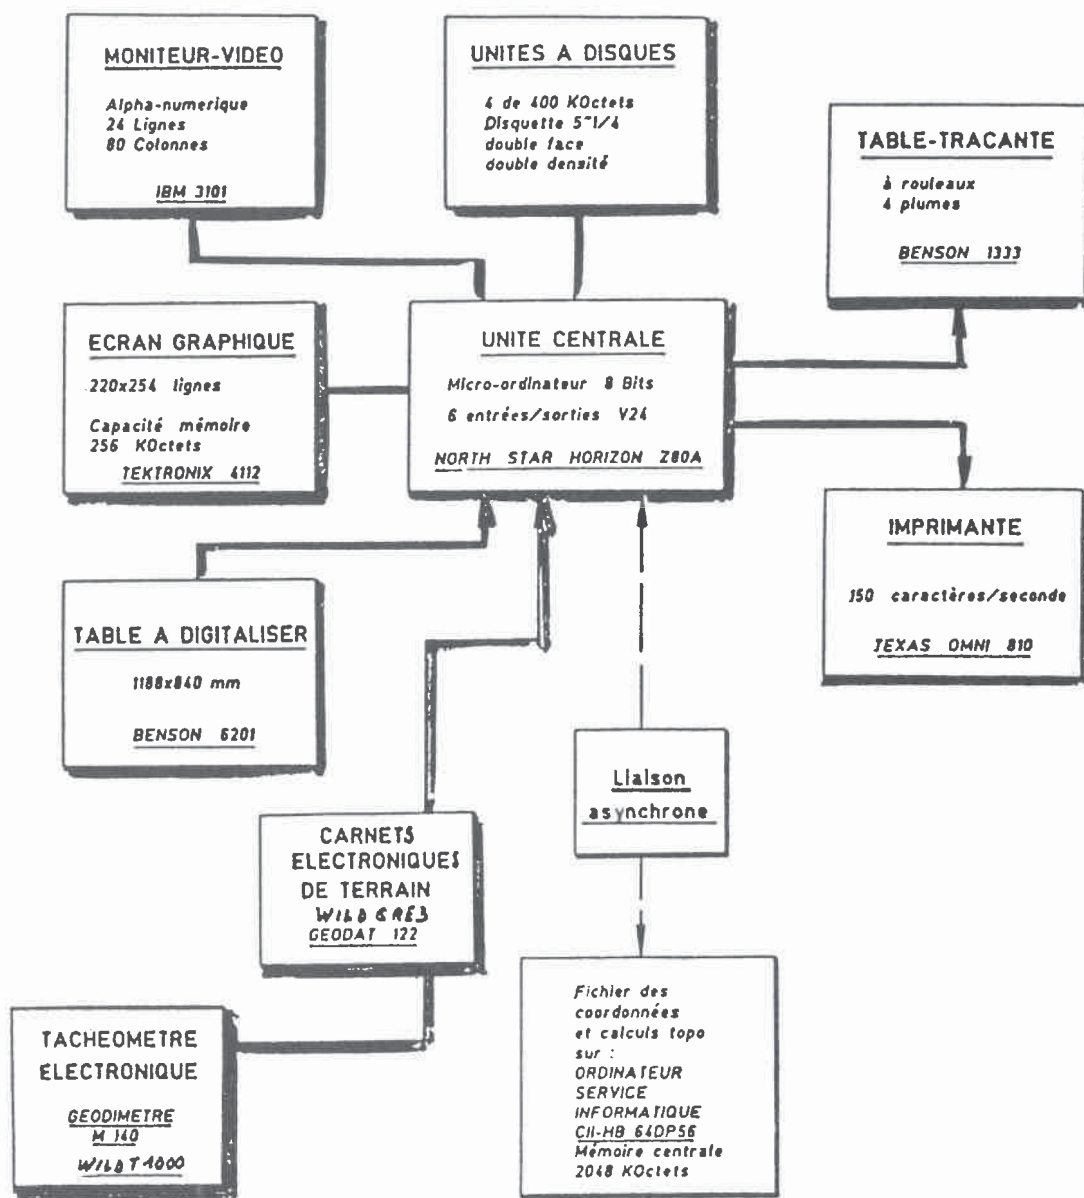 MONITEUR-VIDEO
Alpha-numerique
24 Lignes
80 Colonnes
IBM 3101
UNITES A DISQUES
4 de 400 KOctets
Disquette 5"1/4
double face
double densité
TABLE-TRACANTE
à rouleaux
4 plumes
BENSON 1333
ECRAN GRAPHIQUE
220x254 lignes
Capacité mémoire
256 KOctets
TEKTRONIX 4112
UNITE CENTRALE
Micro-ordinateur 8 Bits
6 entrées/sorties V24
NORTH STAR HORIZON Z80A
IMPRIMANTE
150 caractères/seconde
TEXAS OMNI 810
TABLE A DIGITALISER
1188x840 mm
BENSON 6201
Liaison
asynchrone
CARNETS
ELECTRONIQUES
DE TERRAIN
WILD GRE3
GEODAT 122
TACHEOMETRE
ELECTRONIQUE
GEODIMETRE
M 140
WILD T1000
Fichier des
coordonnées
et calculs topo
sur :
ORDINATEUR
SERVICE
INFORMATIQUE
CII-HB 64DPS6
Mémoire centrale
2048 KOctets